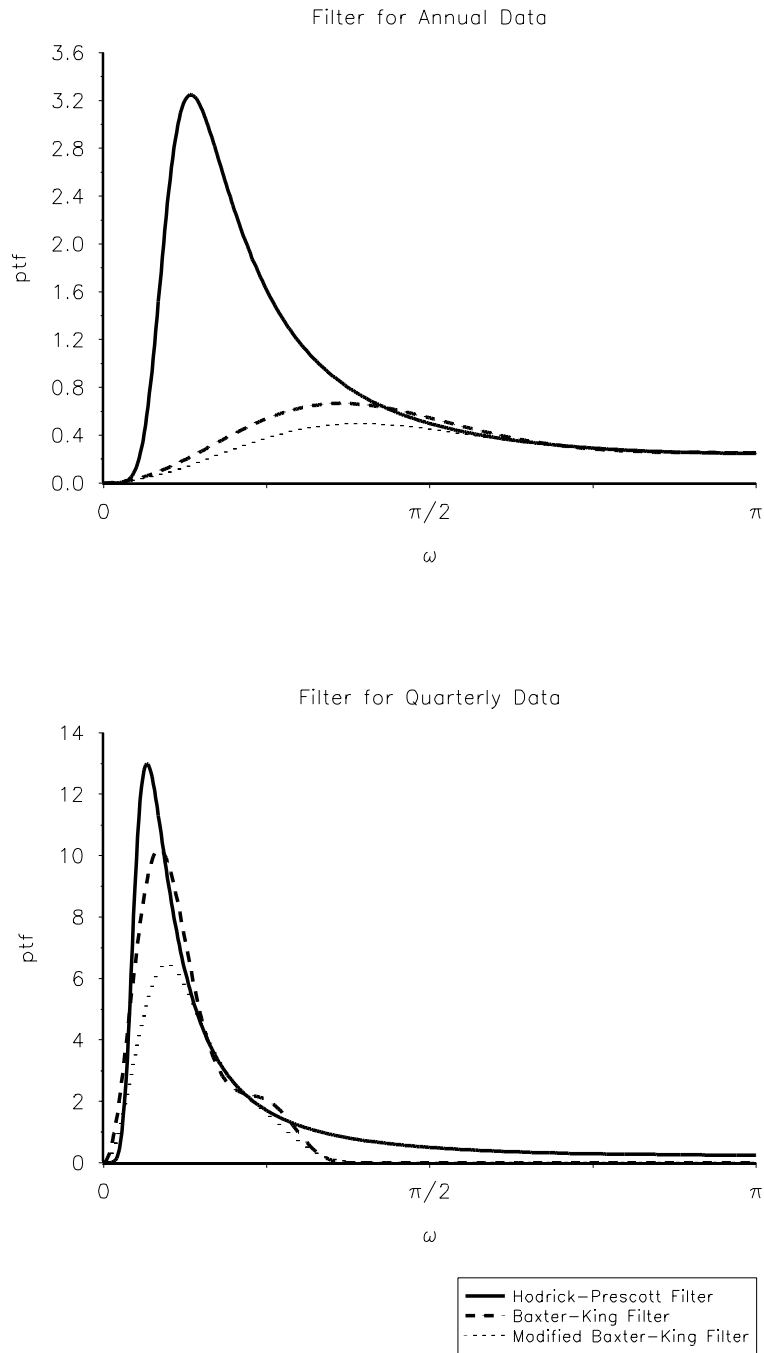 Filter for Annual Data
3.6
3.2
2.8
2.4
2.0
1.6
1.2
0.8
0.4
0.0
ptf
0 π/2 π
ω
Filter for Quarterly Data
14
12
10
8
6
4
2
0
ptf
0 π/2 π
ω
Hodrick-Prescott Filter
Baxter-King Filter
Modified Baxter-King Filter